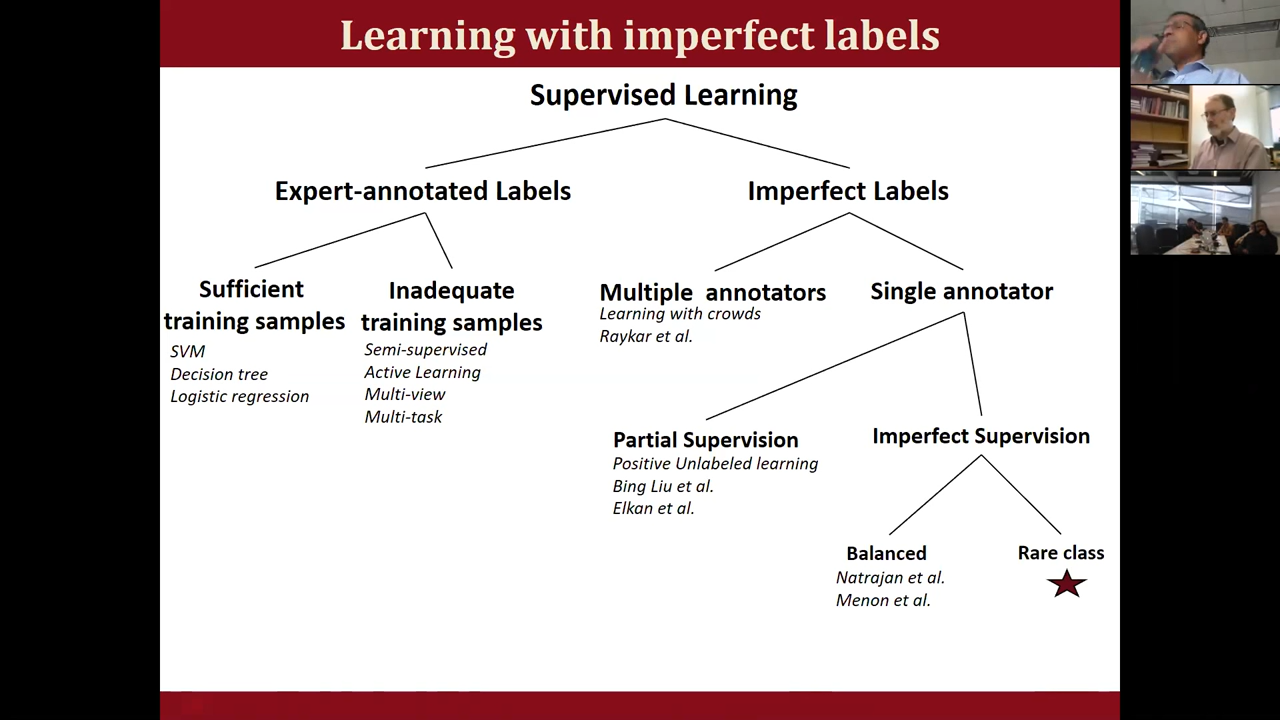 Learning with imperfect labels
Supervised Learning
Expert-annotated Labels
Imperfect Labels
Sufficient
training samples
SVM
Decision tree
Logistic regression
Inadequate
training samples
Semi-supervised
Active Learning
Multi-view
Multi-task
Multiple annotators
Learning with crowds
Raykar et al.
Single annotator
Partial Supervision
Positive Unlabeled learning
Bing Liu et al.
Elkan et al.
Imperfect Supervision
Balanced
Natrajan et al.
Menon et al.
Rare class